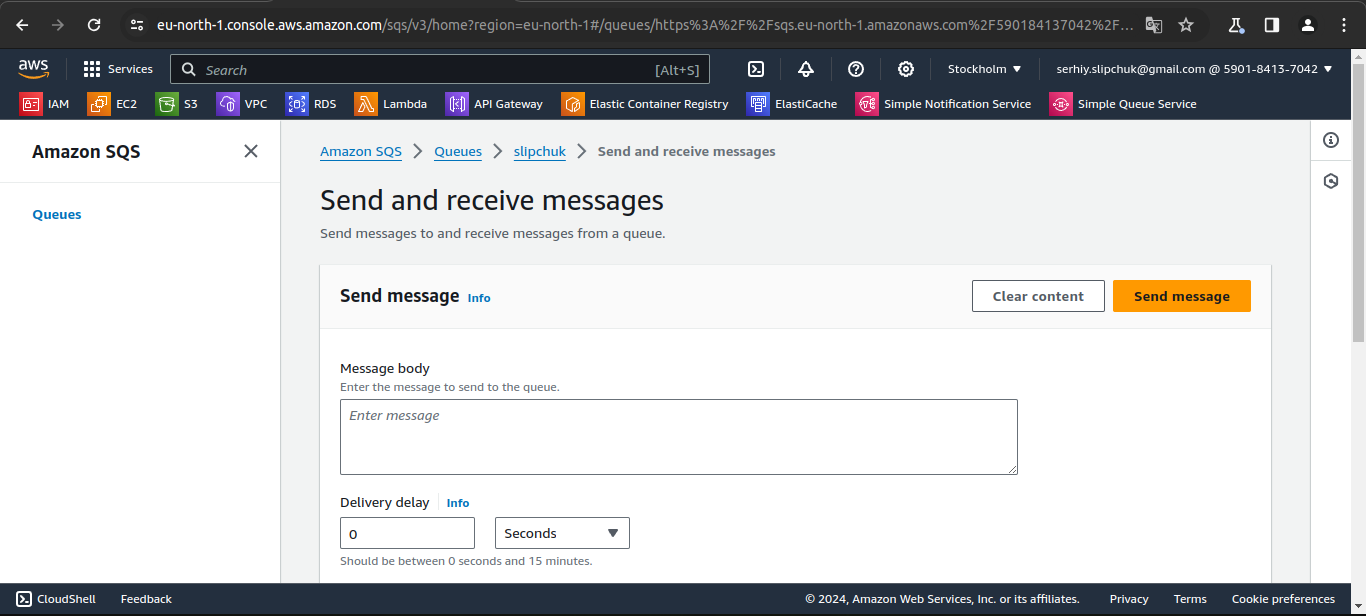 eu-north-1.console.aws.amazon.com/sqs/v3/home?region=eu-north-1#/queues/https%3A%2F%2Fsqs.eu-north-1.amazonaws.com%2F590184137042%2F...
aws Services Search [Alt+S] Stockholm serhiy.slipchuk@gmail.com @ 5901-8413-7042
IAM EC2 S3 VPC RDS Lambda API Gateway Elastic Container Registry ElastiCache Simple Notification Service Simple Queue Service
Amazon SQS
Queues
Amazon SQS Queues slipchuk Send and receive messages
Send and receive messages
Send messages to and receive messages from a queue.
Send message Info Clear content Send message
Message body
Enter the message to send to the queue.
Enter message
Delivery delay Info
0 Seconds
Should be between 0 seconds and 15 minutes.
CloudShell Feedback © 2024, Amazon Web Services, Inc. or its affiliates. Privacy Terms Cookie preferences